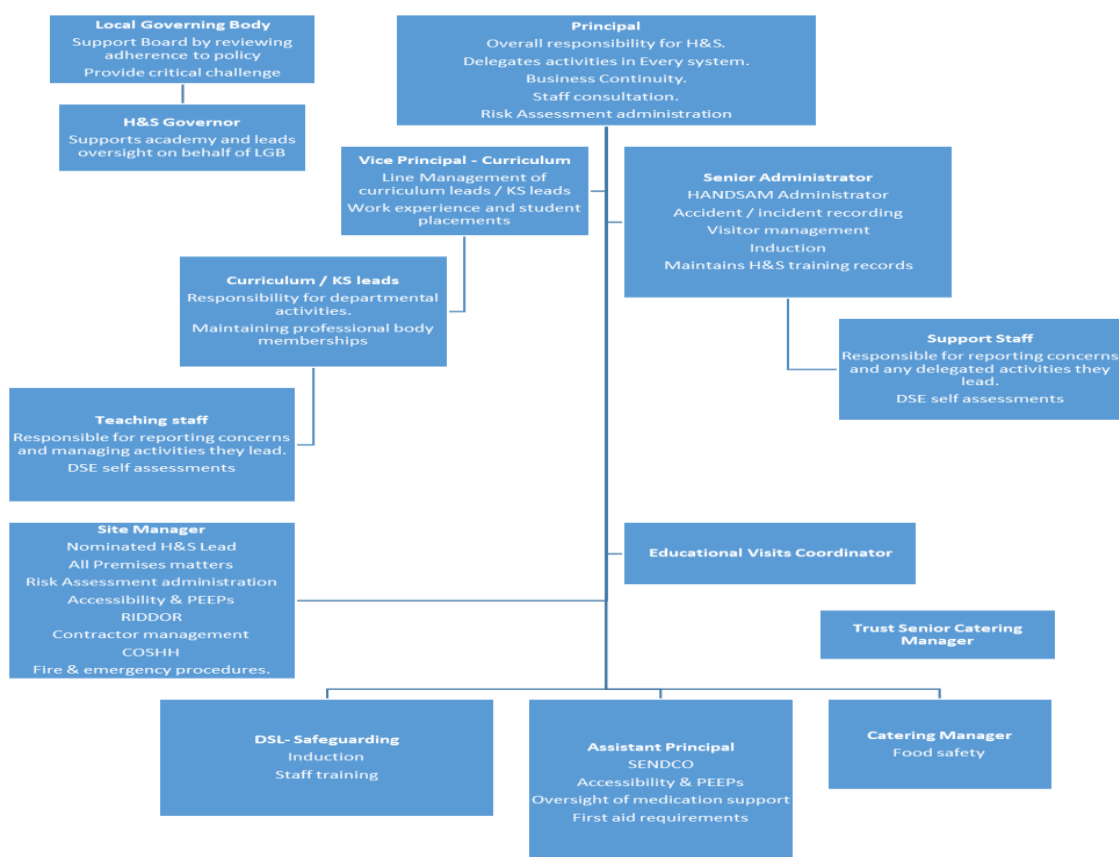 Local Governing Body
Support Board by reviewing
adherence to policy
Provide critical challenge
H&S Governor
Supports academy and leads
oversight on behalf of LGB
Principal
Overall responsibility for H&S.
Delegates activities in Every system.
Business Continuity.
Staff consultation.
Risk Assessment administration
Vice Principal - Curriculum
Line Management of
curriculum leads / KS leads
Work experience and student
placements
Senior Administrator
HANDSAM Administrator
Accident / incident recording
Visitor management
Induction
Maintains H&S training records
Curriculum / KS leads
Responsibility for departmental
activities.
Maintaining professional body
memberships
Support Staff
Responsible for reporting concerns
and any delegated activities they
lead.
DSE self assessments
Teaching staff
Responsible for reporting concerns
and managing activities they lead.
DSE self assessments
Site Manager
Nominated H&S Lead
All Premises matters
Risk Assessment administration
Accessibility & PEEPs
RIDDOR
Contractor management
COSHH
Fire & emergency procedures.
Educational Visits Coordinator
Trust Senior Catering
Manager
DSL- Safeguarding
Induction
Staff training
Assistant Principal
SENDCO
Accessibility & PEEPs
Oversight of medication support
First aid requirements
Catering Manager
Food safety